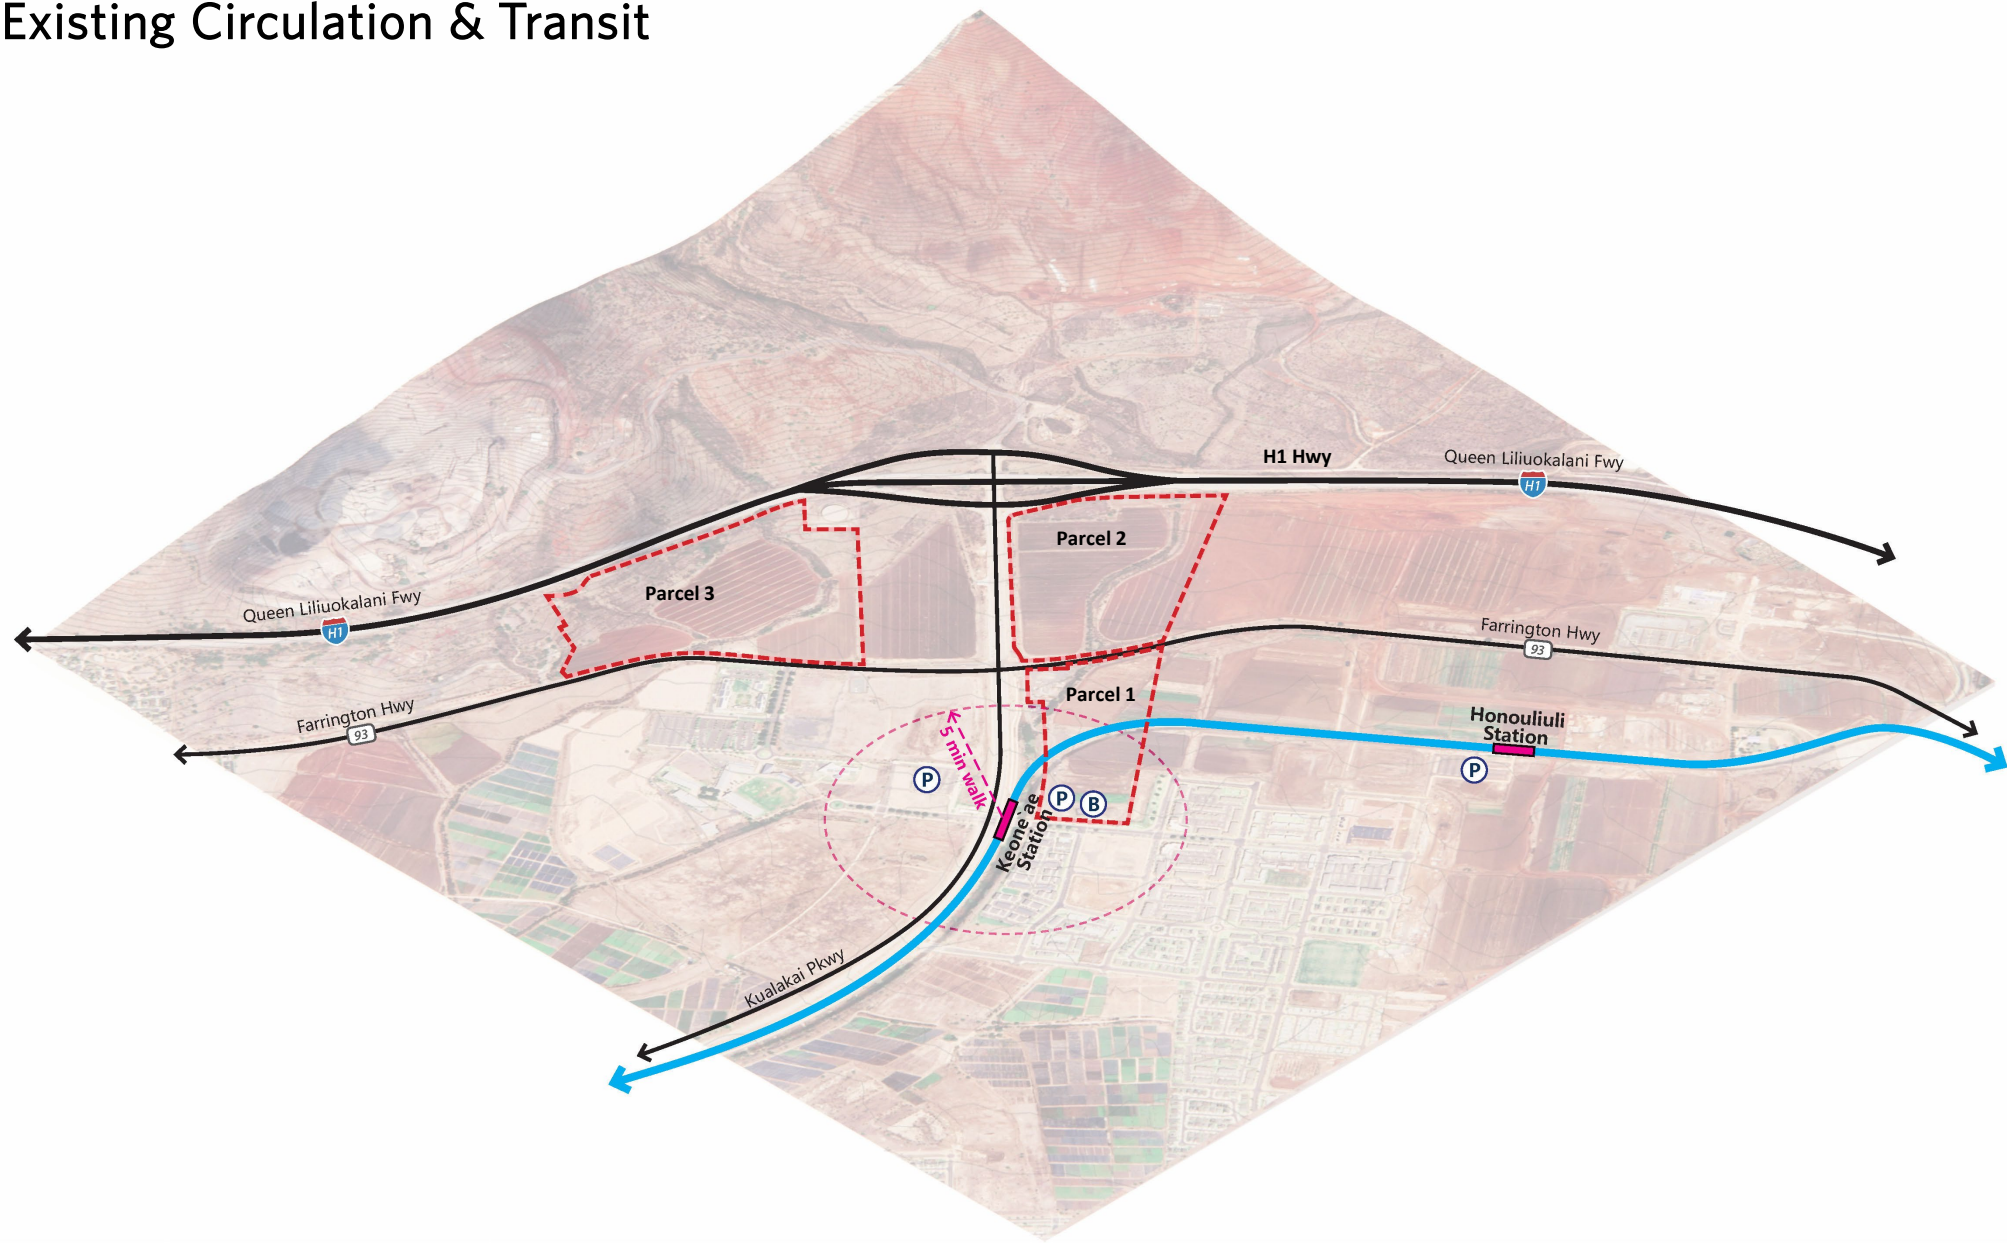 Existing Circulation & Transit
H1 Hwy
Queen Liliuokalani Fwy
H1
Parcel 2
Parcel 3
Queen Liliuokalani Fwy
H1
Farrington Hwy
93
Parcel 1
Farrington Hwy
93
Honouliuli
Station
P
5 min walk
P
P
B
Keone`ae
Station
Kualakai Pkwy